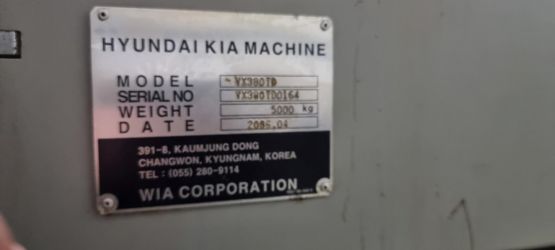 HYUNDAI KIA MACHINE
MODEL VX380TD
SERIAL NO VX380TD0164
WEIGHT 5000 kg
DATE
391-8, KAUMJUNG DONG
CHANGWON, KYUNGNAM, KOREA
TEL : (055) 280-9114
WIA CORPORATION